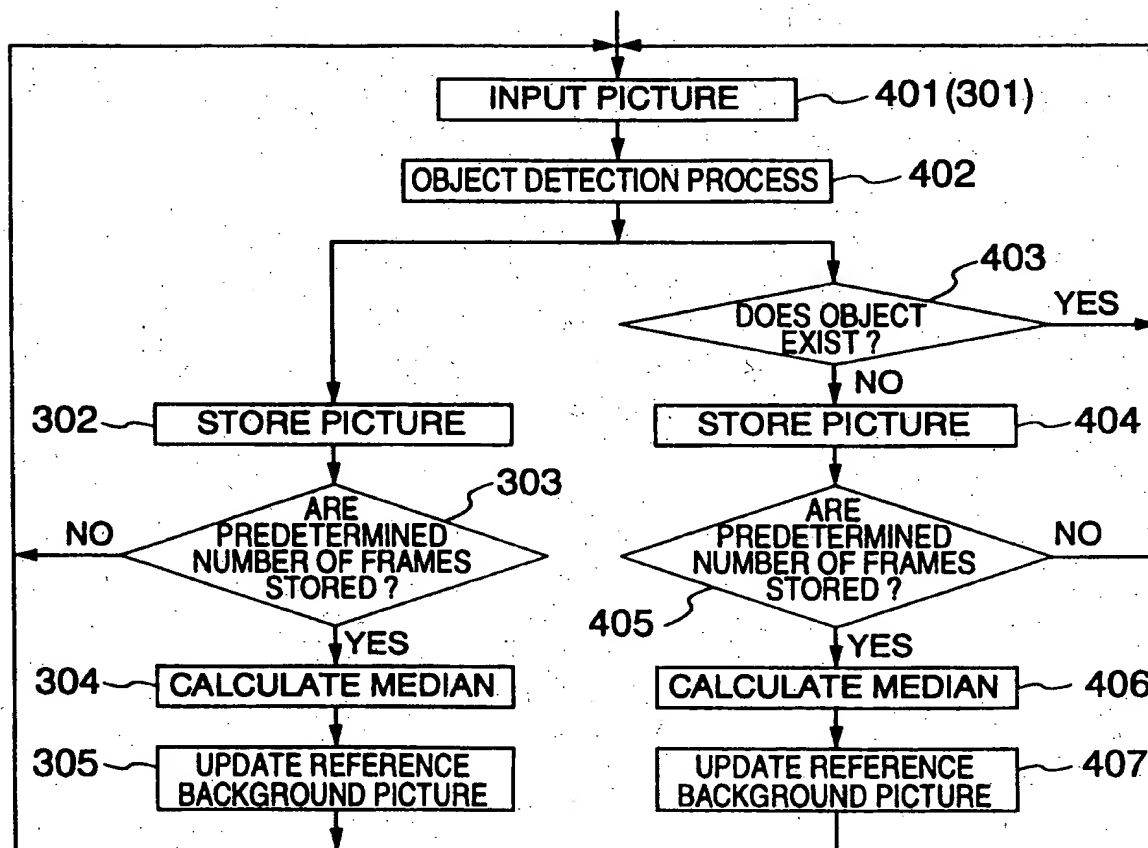 INPUT PICTURE
401(301)
OBJECT DETECTION PROCESS
402
403
DOES OBJECT
EXIST ?
YES
NO
302
STORE PICTURE
STORE PICTURE
404
303
NO
ARE
PREDETERMINED
NUMBER OF FRAMES
STORED ?
ARE
PREDETERMINED
NUMBER OF FRAMES
STORED ?
NO
405
YES
YES
304
CALCULATE MEDIAN
CALCULATE MEDIAN
406
305
UPDATE REFERENCE
BACKGROUND PICTURE
UPDATE REFERENCE
BACKGROUND PICTURE
407